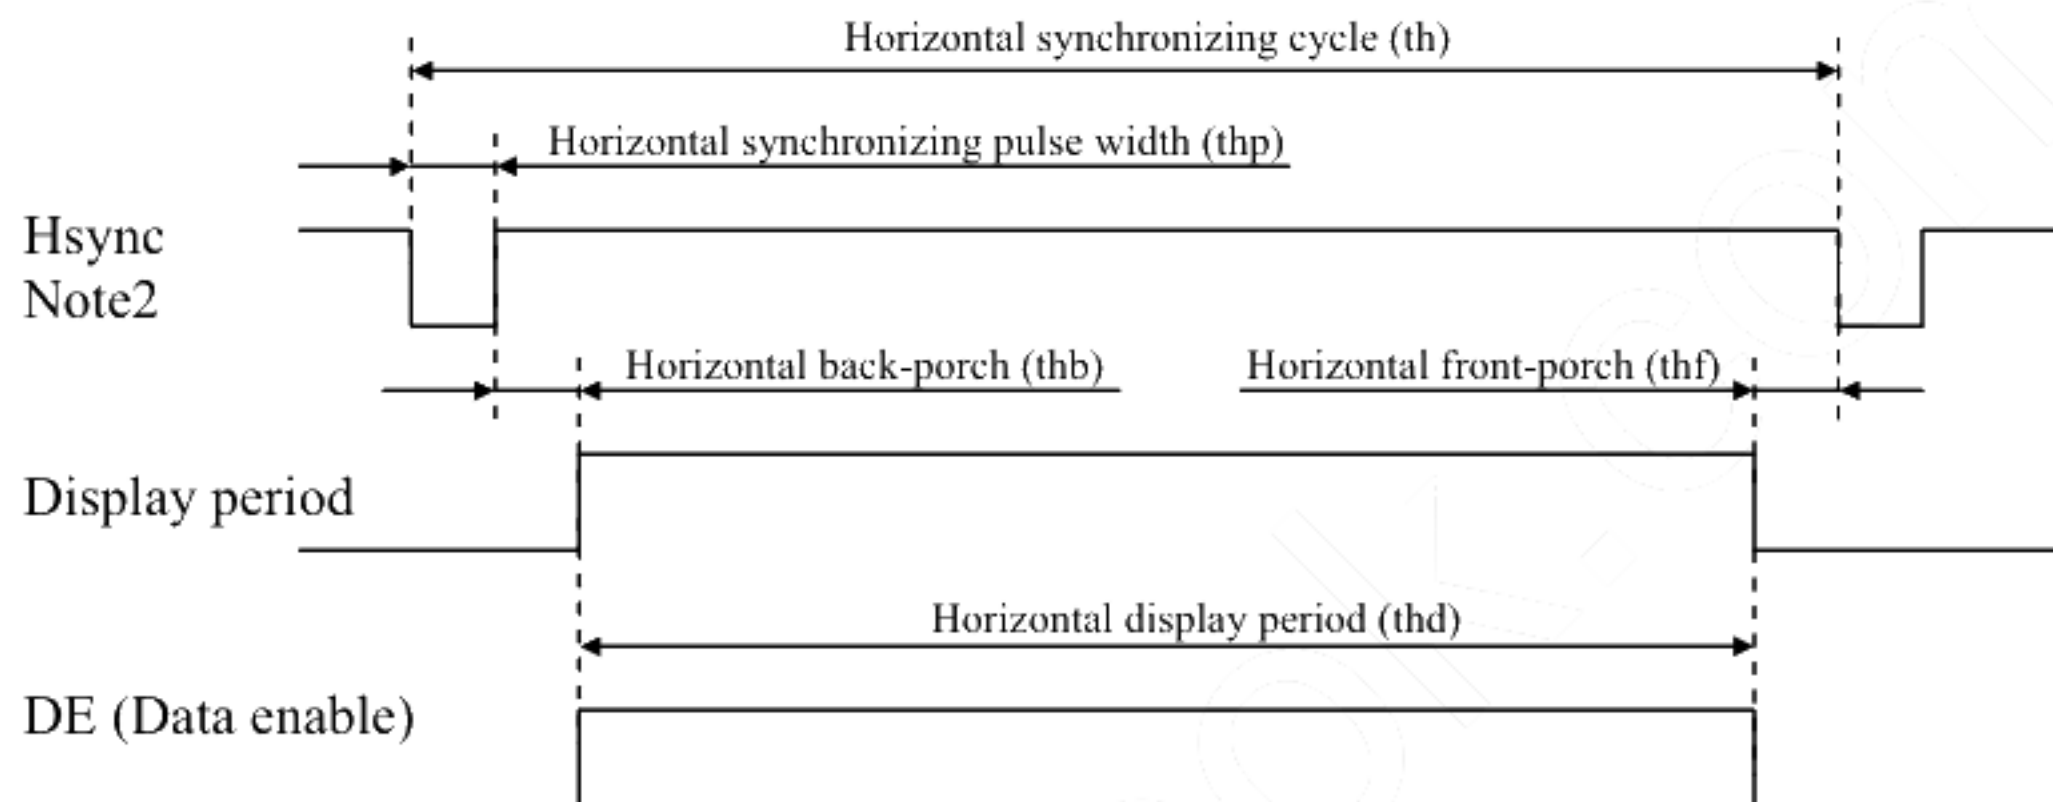 Horizontal synchronizing cycle (th)
Horizontal synchronizing pulse width (thp)
Hsync
Note2
Horizontal back-porch (thb)
Horizontal front-porch (thf)
Display period
Horizontal display period (thd)
DE (Data enable)